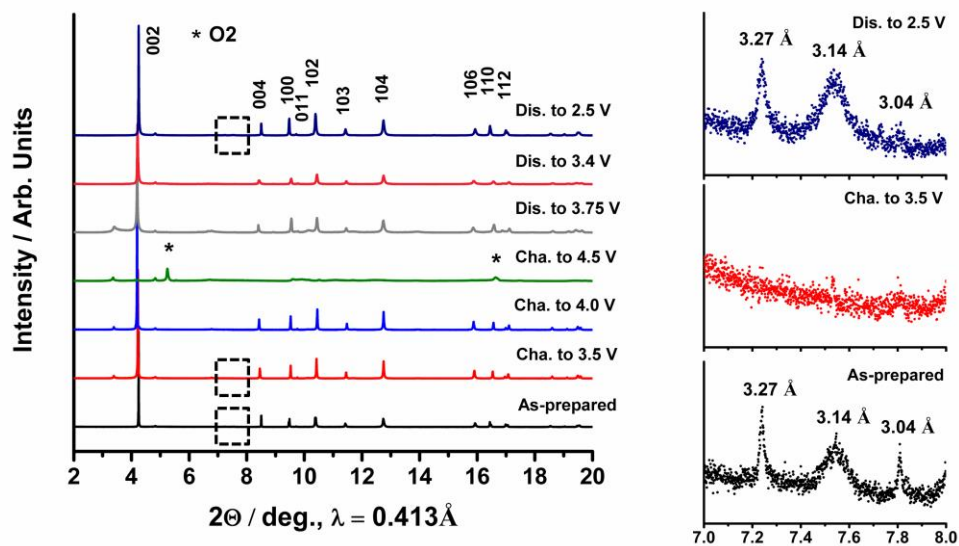 Intensity / Arb. Units
002
* O2
004
100
011
102
103
104
106
110
112
Dis. to 2.5 V
Dis. to 3.4 V
Dis. to 3.75 V
*
*
Cha. to 4.5 V
Cha. to 4.0 V
Cha. to 3.5 V
As-prepared
2 4 6 8 10 12 14 16 18 20
2Θ / deg., λ = 0.413Å
Dis. to 2.5 V
3.27 Å
3.14 Å
3.04 Å
Cha. to 3.5 V
As-prepared
3.27 Å
3.14 Å
3.04 Å
7.0 7.2 7.4 7.6 7.8 8.0